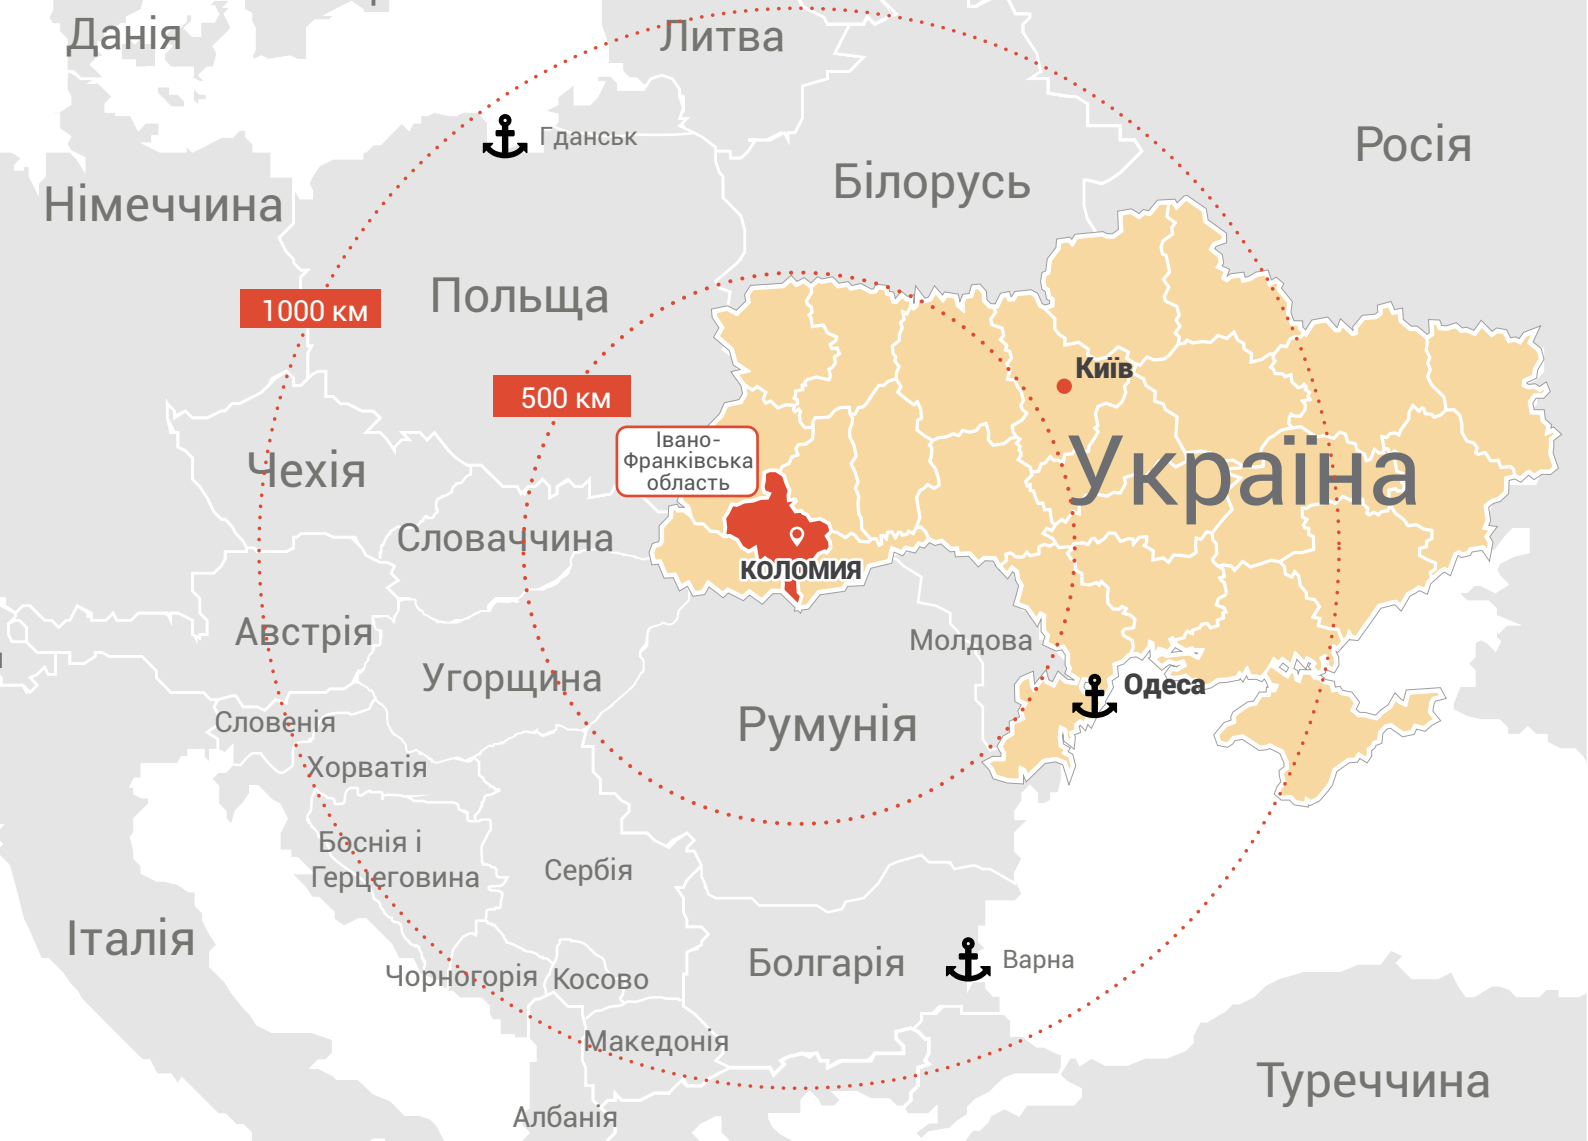 Данія
Литва
Гданськ
Росія
Білорусь
Німеччина
Польща
1000 км
Київ
500 км
Івано-
Франківська
область
Україна
Чехія
Словаччина
КОЛОМИЯ
Австрія
Молдова
Угорщина
Одеса
Словенія
Румунія
Хорватія
Боснія і
Герцеговина
Сербія
Італія
Болгарія
Варна
Чорногорія
Косово
Македонія
Туреччина
Албанія